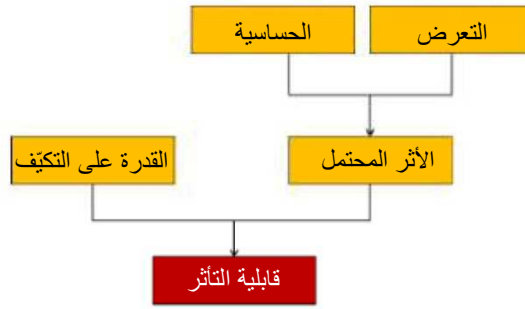 التعرض
الحساسية
الأثر المحتمل
القدرة على التكيّف
قابلية التأثر